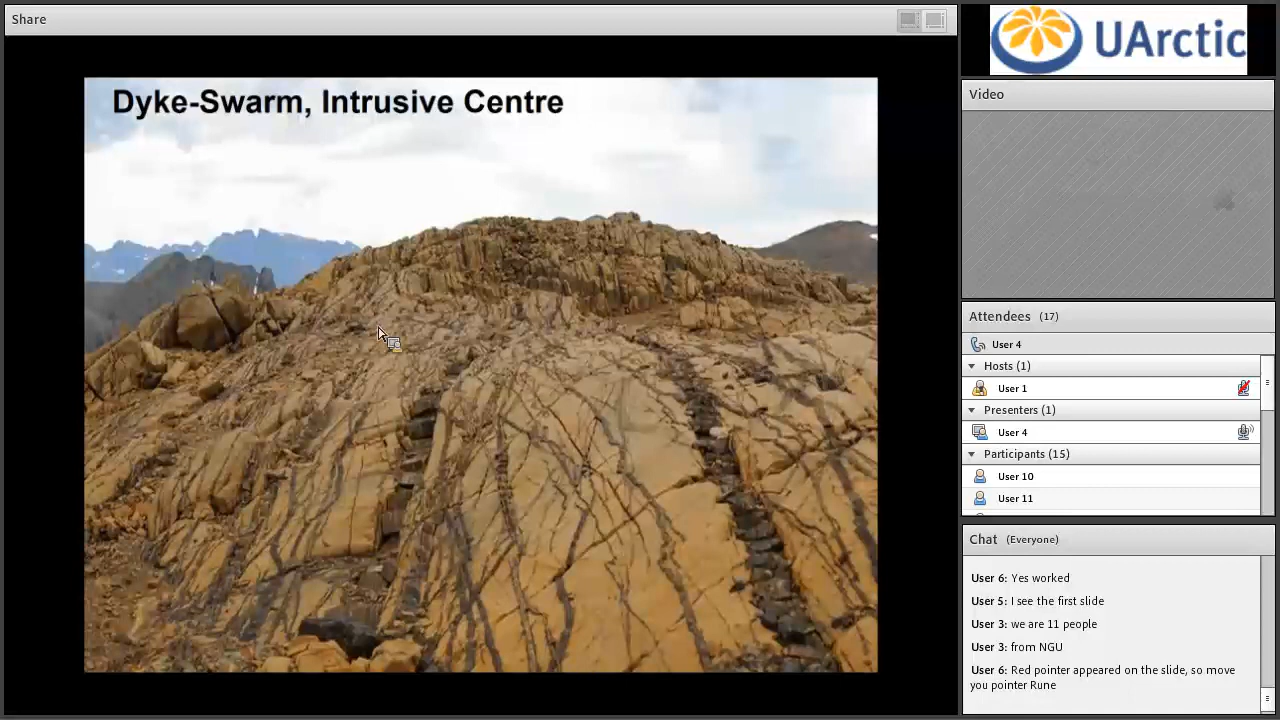 Share
Dyke-Swarm, Intrusive Centre
UArctic
Video
Attendees (17)
User 4
Hosts (1)
User 1
Presenters (1)
User 4
Participants (15)
User 10
User 11
Chat (Everyone)
User 6: Yes worked
User 5: I see the first slide
User 3: we are 11 people
User 3: from NGU
User 6: Red pointer appeared on the slide, so move
you pointer Rune